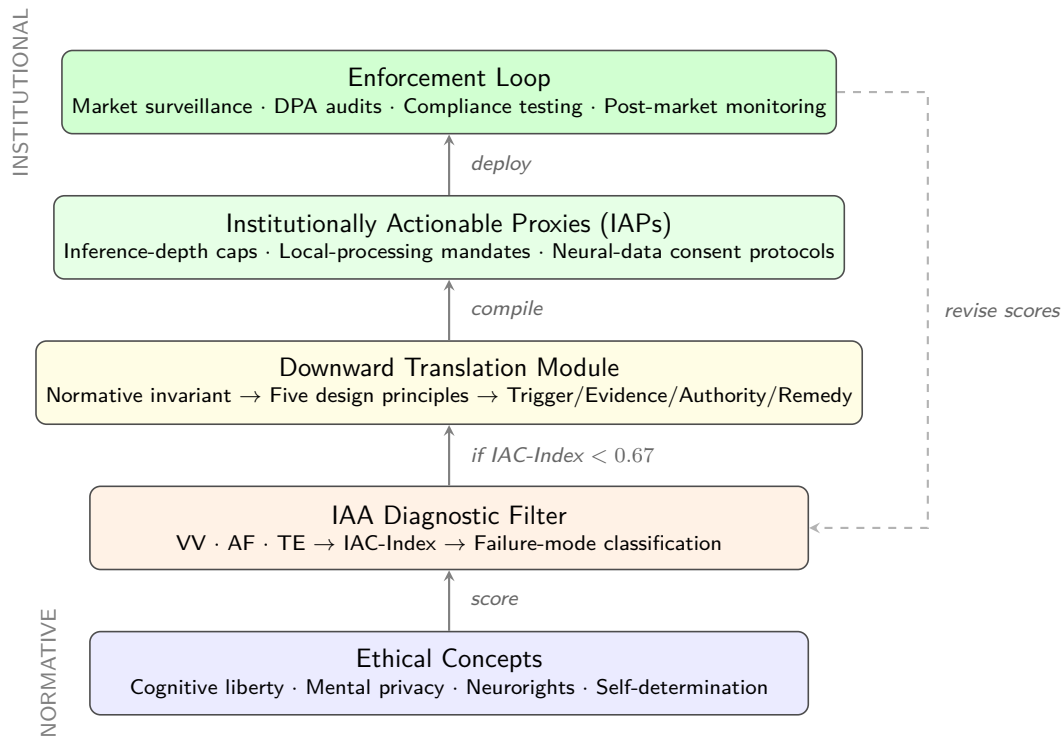 INSTITUTIONAL
Enforcement Loop
Market surveillance · DPA audits · Compliance testing · Post-market monitoring
deploy
Institutionally Actionable Proxies (IAPs)
Inference-depth caps · Local-processing mandates · Neural-data consent protocols
compile
revise scores
Downward Translation Module
Normative invariant → Five design principles → Trigger/Evidence/Authority/Remedy
if IAC-Index < 0.67
IAA Diagnostic Filter
VV · AF · TE → IAC-Index → Failure-mode classification
score
NORMATIVE
Ethical Concepts
Cognitive liberty · Mental privacy · Neurorights · Self-determination